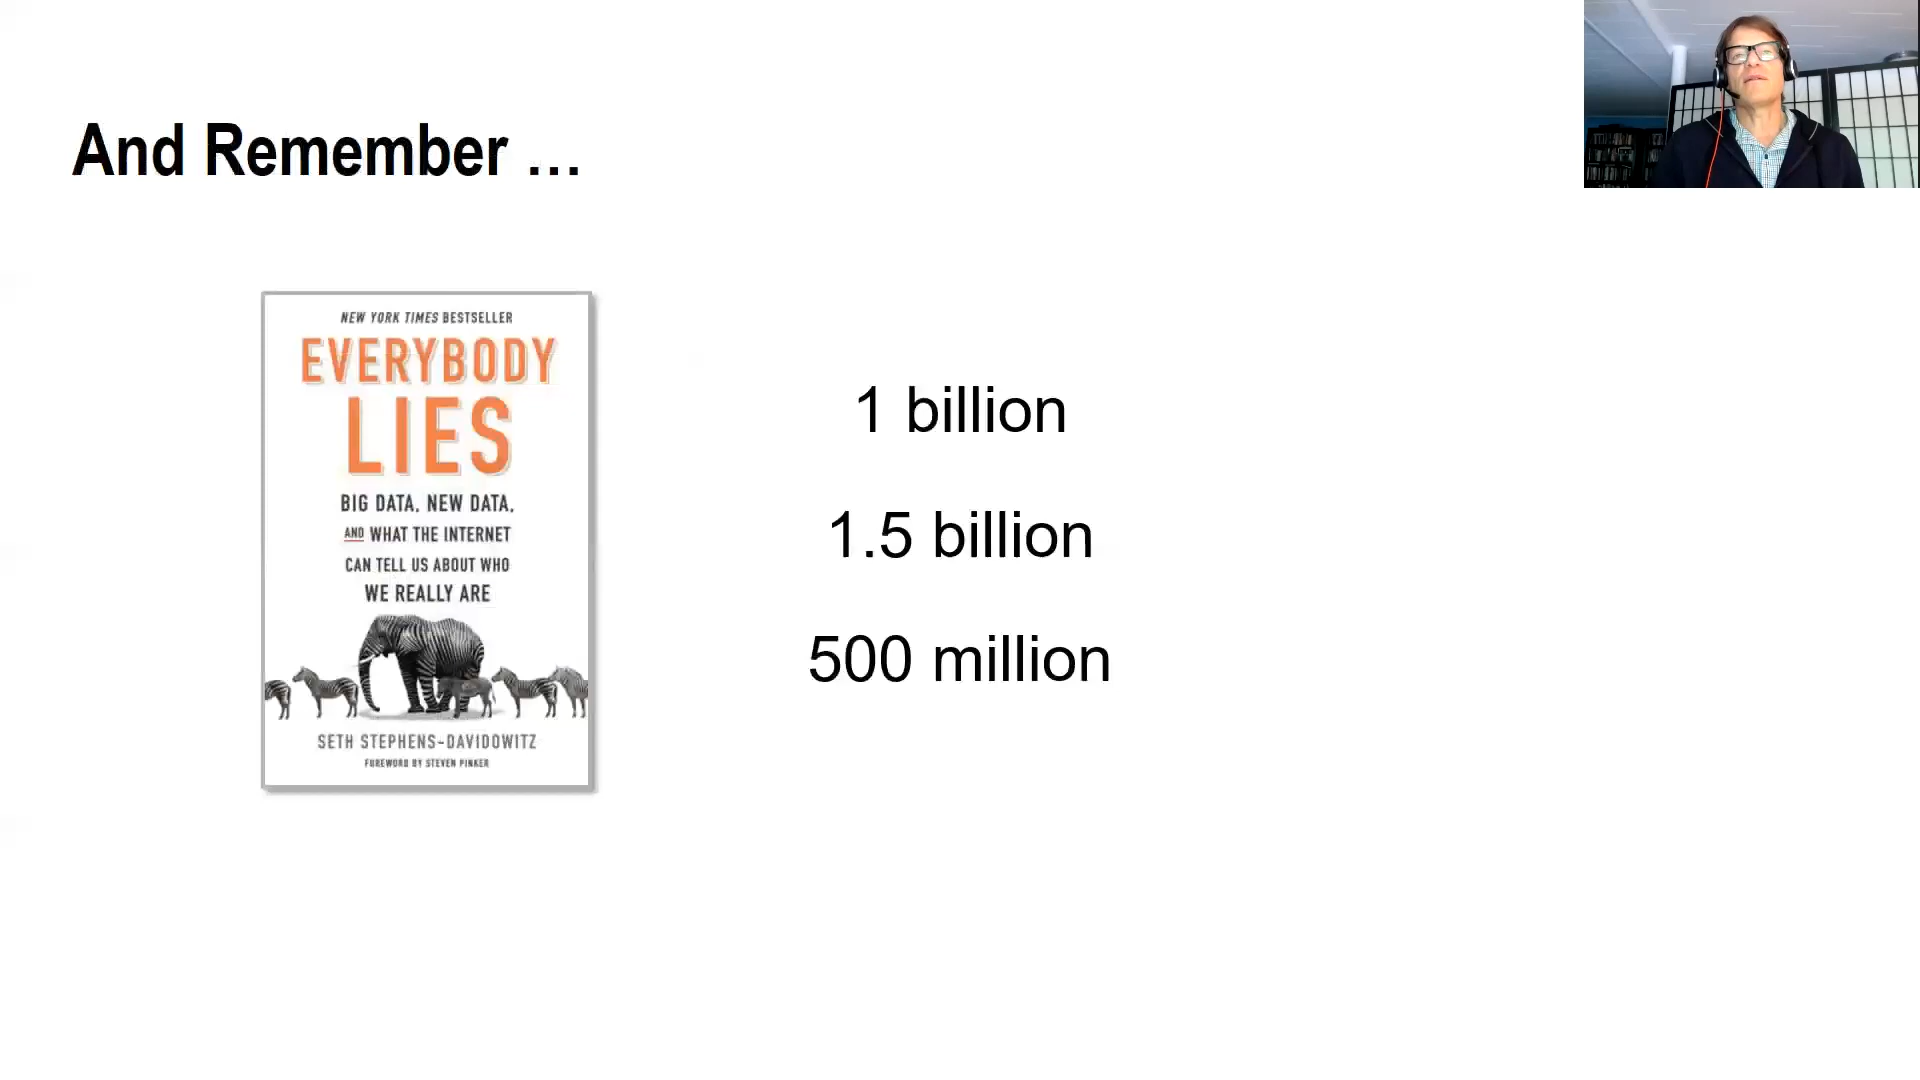 And Remember ...
NEW YORK TIMES BESTSELLER
EVERYBODY
LIES
BIG DATA, NEW DATA,
AND WHAT THE INTERNET
CAN TELL US ABOUT WHO
WE REALLY ARE
SETH STEPHENS-DAVIDOWITZ
FOREWORD BY STEVEN PINKER
1 billion
1.5 billion
500 million